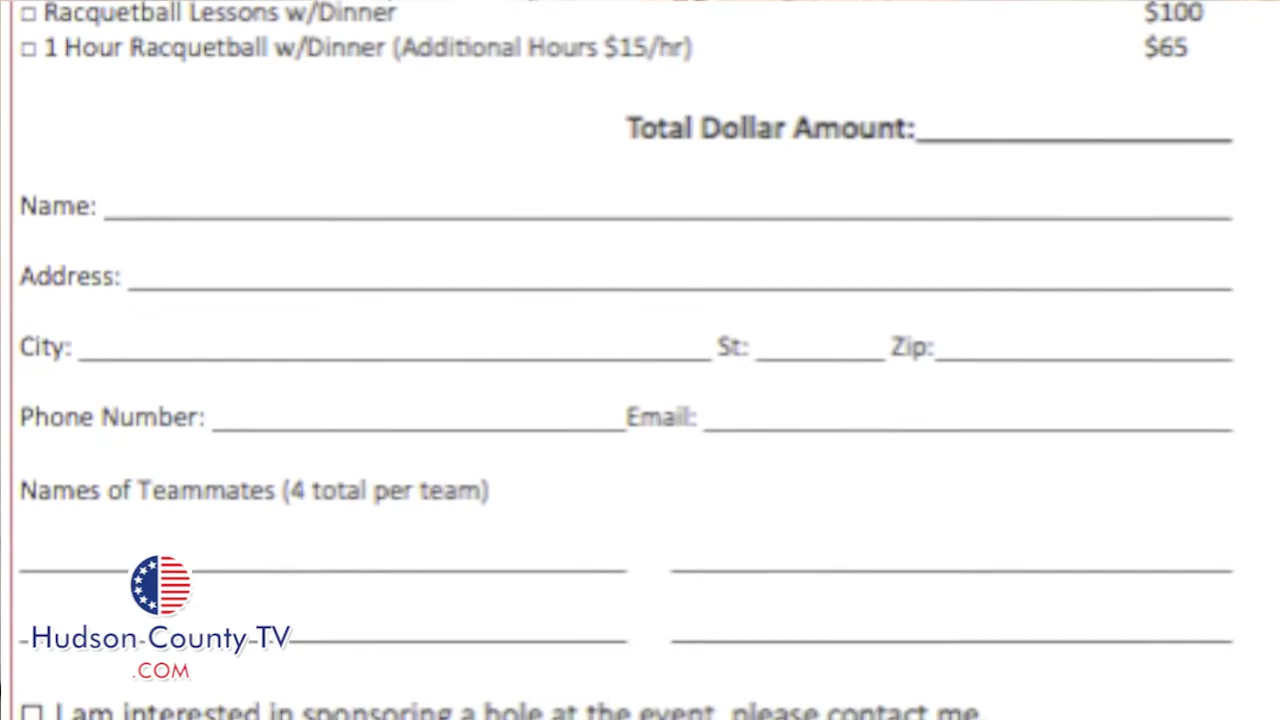 □ Racquetball Lessons w/Dinner $100
□ 1 Hour Racquetball w/Dinner (Additional Hours $15/hr) $65
Total Dollar Amount:
Name:
Address:
City: St: Zip:
Phone Number: Email:
Names of Teammates (4 total per team)
Hudson County TV
.COM
□ I am interested in sponsoring a hole at the event, please contact me.